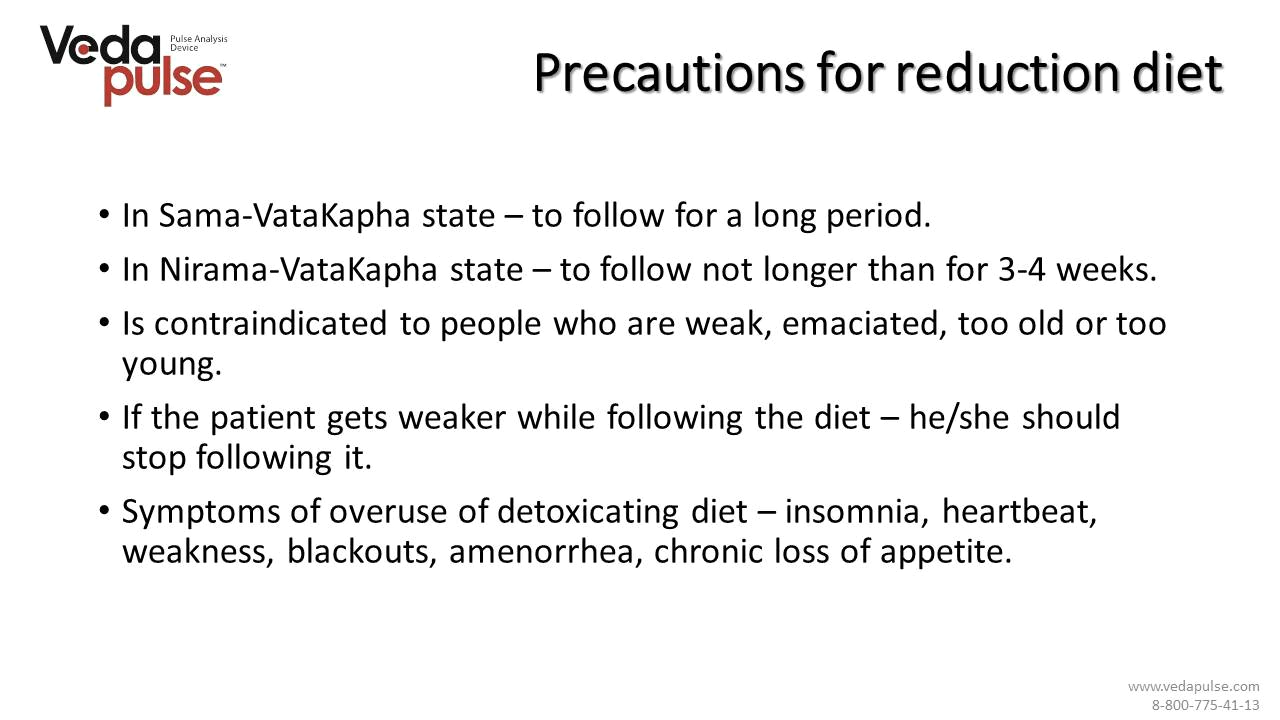 Veda
pulse™
Pulse Analysis
Device
Precautions for reduction diet
• In Sama-VataKapha state – to follow for a long period.
• In Nirama-VataKapha state – to follow not longer than for 3-4 weeks.
• Is contraindicated to people who are weak, emaciated, too old or too
young.
• If the patient gets weaker while following the diet – he/she should
stop following it.
• Symptoms of overuse of detoxicating diet – insomnia, heartbeat,
weakness, blackouts, amenorrhea, chronic loss of appetite.
www.vedapulse.com
8-800-775-41-13